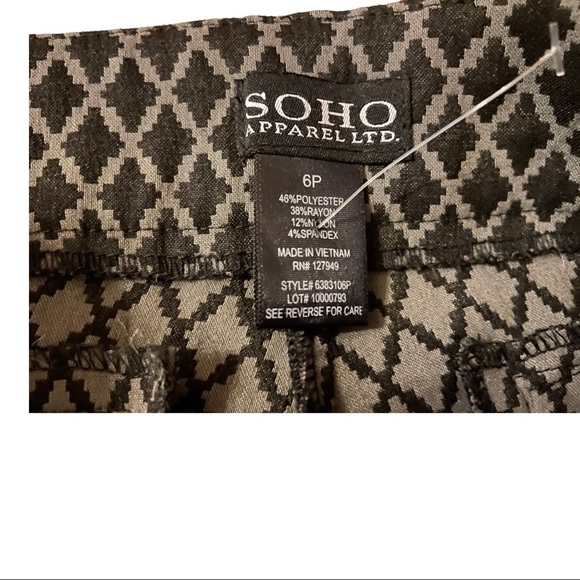 SOHO
APPAREL LTD.
6P
46%POLYESTER
38%RAYON
12%NYLON
4%SPANDEX
MADE IN VIETNAM
RN# 127949
STYLE# 6383106P
LOT# 10000793
SEE REVERSE FOR CARE